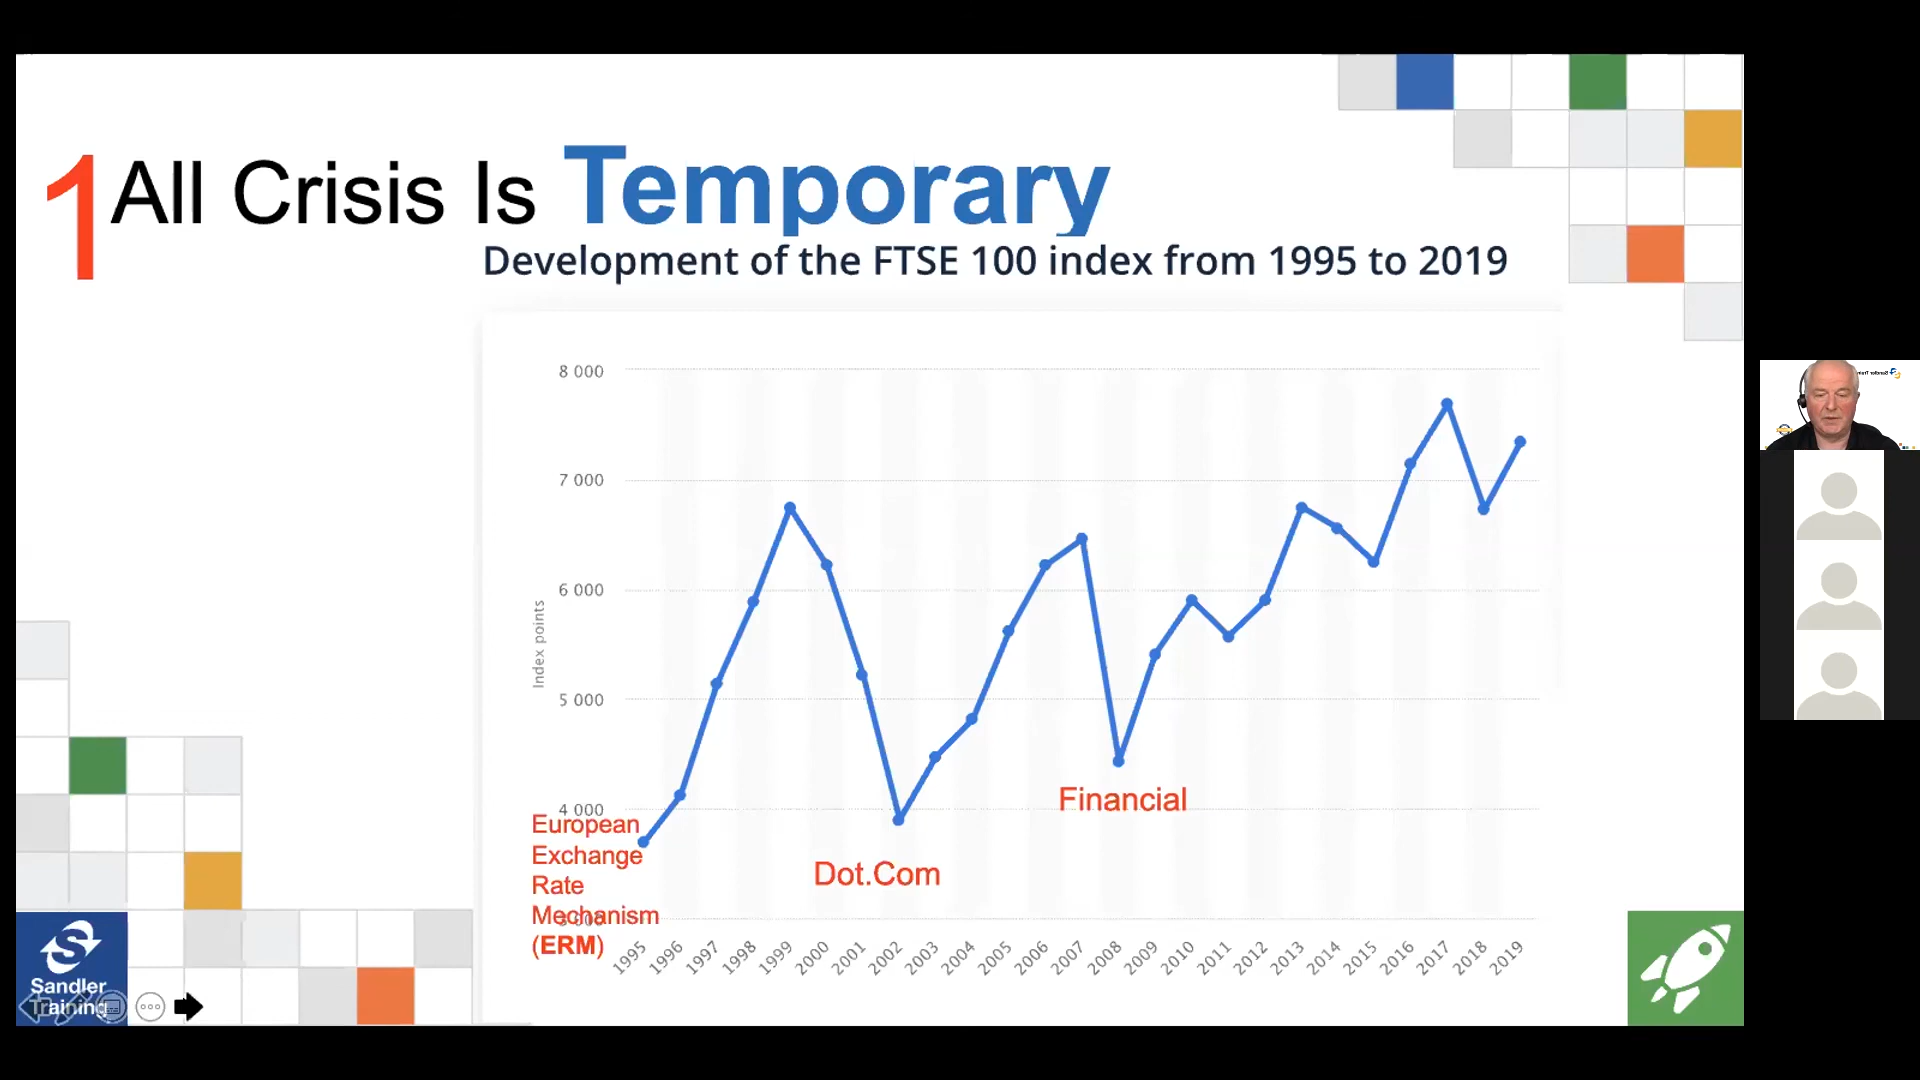 1
All Crisis Is Temporary
Development of the FTSE 100 index from 1995 to 2019
8 000
7 000
6 000
5 000
4 000
Index points
European
Exchange
Rate
Mechanism
(ERM)
Dot.Com
Financial
1995 1996 1997 1998 1999 2000 2001 2002 2003 2004 2005 2006 2007 2008 2009 2010 2011 2012 2013 2014 2015 2016 2017 2018 2019
Sandler
Training